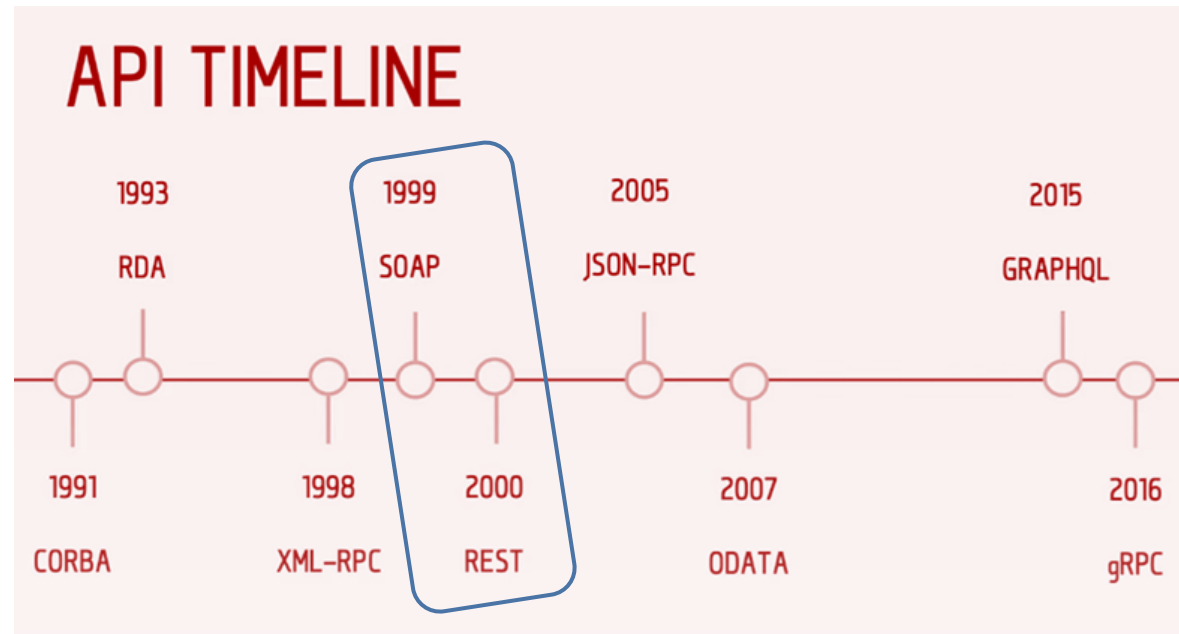 API TIMELINE
1993
RDA
1999
SOAP
2005
JSON-RPC
2015
GRAPHQL
1991
CORBA
1998
XML-RPC
2000
REST
2007
ODATA
2016
gRPC